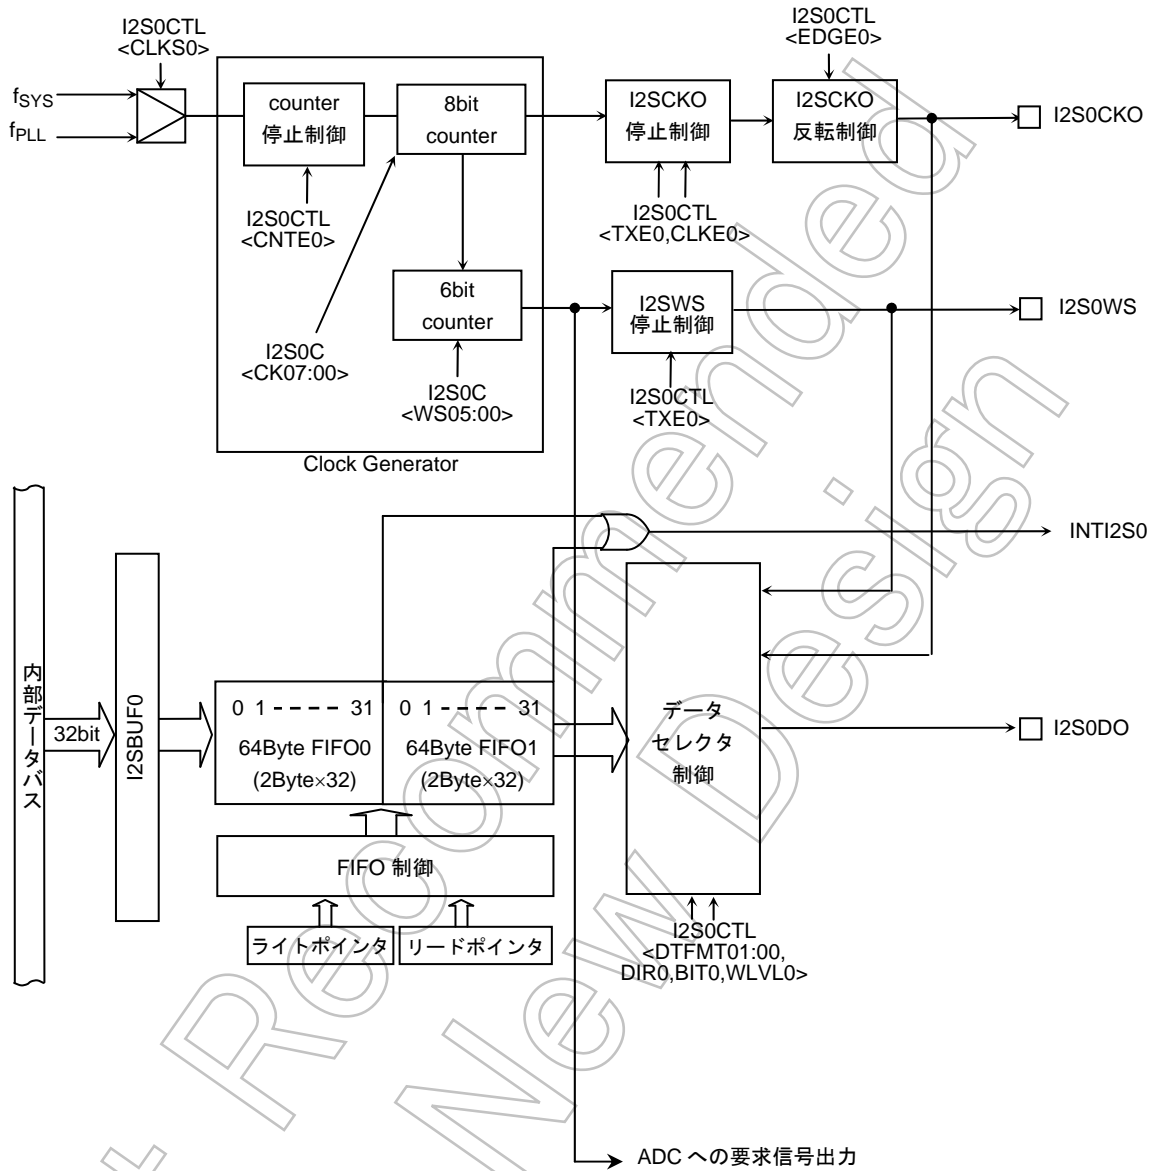 I2S0CTL
<CLKS0>
I2S0CTL
<EDGE0>
fSYS
fPLL
counter
停止制御
8bit
counter
I2SCKO
停止制御
I2SCKO
反転制御
I2S0CKO
I2S0CTL
<CNTE0>
I2S0CTL
<TXE0,CLKE0>
6bit
counter
I2SWS
停止制御
I2S0WS
I2S0C
<CK07:00>
I2S0C
<WS05:00>
I2S0CTL
<TXE0>
Clock Generator
INTI2S0
内部データバス
32bit
I2SBUF0
0 1 - - - - - 31
64Byte FIFO0
(2Byte×32)
0 1 - - - - - 31
64Byte FIFO1
(2Byte×32)
データ
セレクタ
制御
I2S0DO
FIFO 制御
ライトポインタ
リードポインタ
I2S0CTL
<DTFMT01:00,
DIR0,BIT0,WLVL0>
ADC への要求信号出力
Recommended
New Design